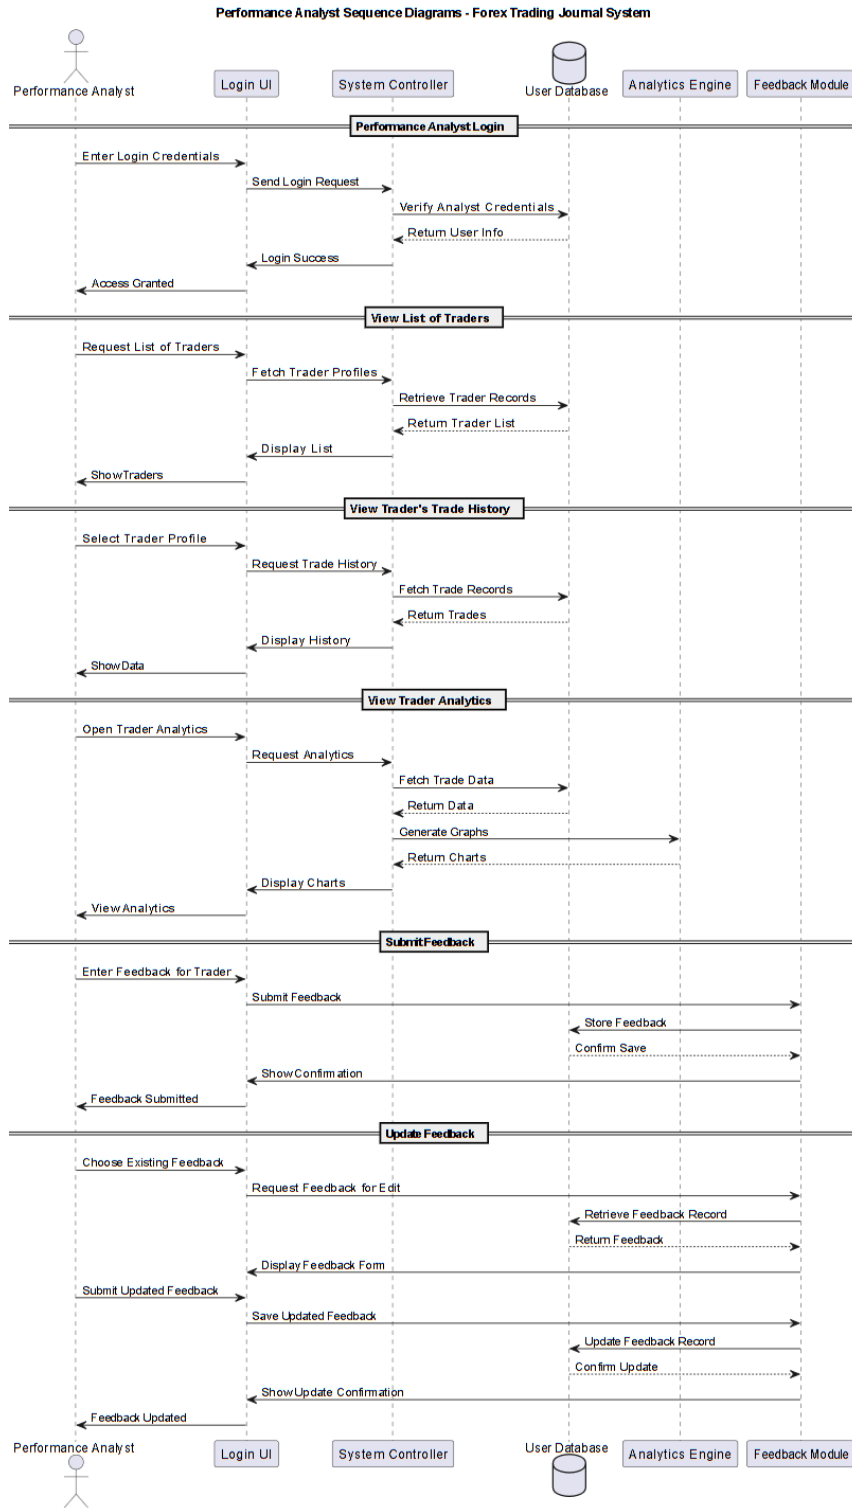 Performance Analyst Sequence Diagrams - Forex Trading Journal System
Performance Analyst
Login UI
System Controller
User Database
Analytics Engine
Feedback Module
Performance Analyst Login
Enter Login Credentials
Send Login Request
Verify Analyst Credentials
Return User Info
Login Success
Access Granted
View List of Traders
Request List of Traders
Fetch Trader Profiles
Retrieve Trader Records
Return Trader List
Display List
Show Traders
View Trader's Trade History
Select Trader Profile
Request Trade History
Fetch Trade Records
Return Trades
Display History
Show Data
View Trader Analytics
Open Trader Analytics
Request Analytics
Fetch Trade Data
Return Data
Generate Graphs
Return Charts
Display Charts
View Analytics
Submit Feedback
Enter Feedback for Trader
Submit Feedback
Store Feedback
Confirm Save
Show Confirmation
Feedback Submitted
Update Feedback
Choose Existing Feedback
Request Feedback for Edit
Retrieve Feedback Record
Return Feedback
Display Feedback Form
Submit Updated Feedback
Save Updated Feedback
Update Feedback Record
Confirm Update
Show Update Confirmation
Feedback Updated
Performance Analyst
Login UI
System Controller
User Database
Analytics Engine
Feedback Module